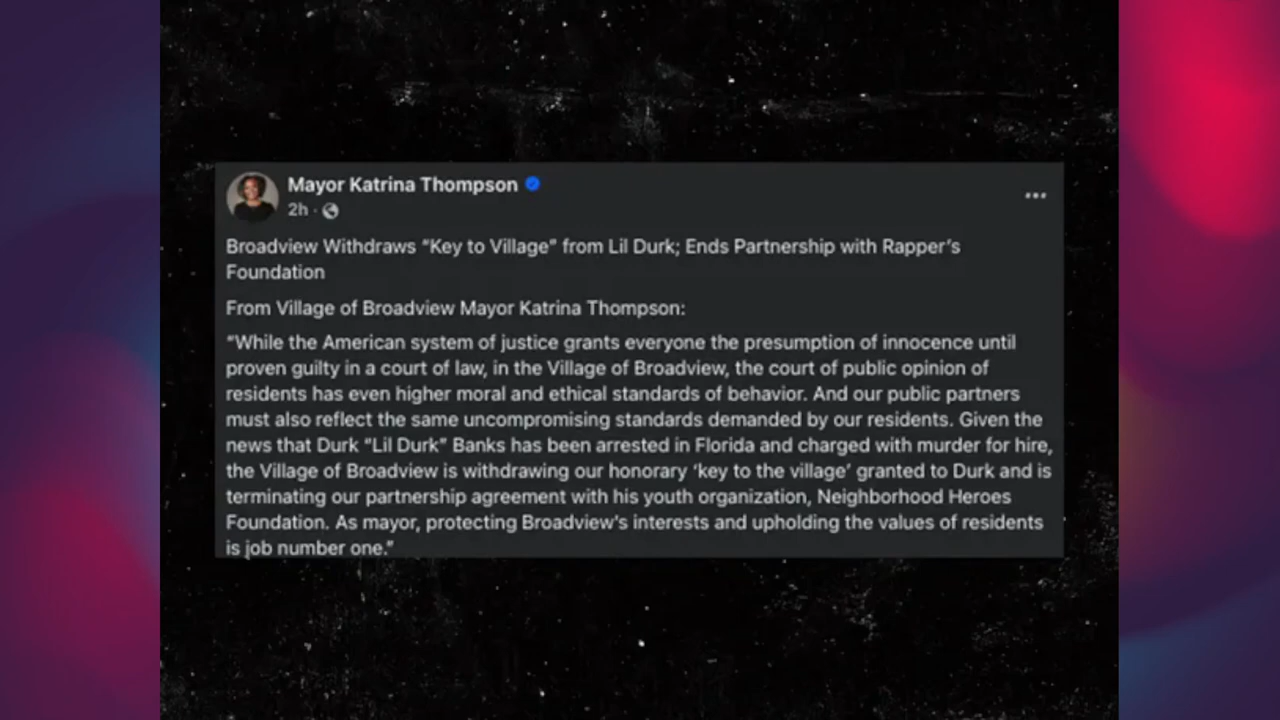 Mayor Katrina Thompson
2h ·
Broadview Withdraws “Key to Village” from Lil Durk; Ends Partnership with Rapper’s
Foundation
From Village of Broadview Mayor Katrina Thompson:
“While the American system of justice grants everyone the presumption of innocence until
proven guilty in a court of law, in the Village of Broadview, the court of public opinion of
residents has even higher moral and ethical standards of behavior. And our public partners
must also reflect the same uncompromising standards demanded by our residents. Given the
news that Durk “Lil Durk” Banks has been arrested in Florida and charged with murder for hire,
the Village of Broadview is withdrawing our honorary ‘key to the village’ granted to Durk and is
terminating our partnership agreement with his youth organization, Neighborhood Heroes
Foundation. As mayor, protecting Broadview’s interests and upholding the values of residents
is job number one.”